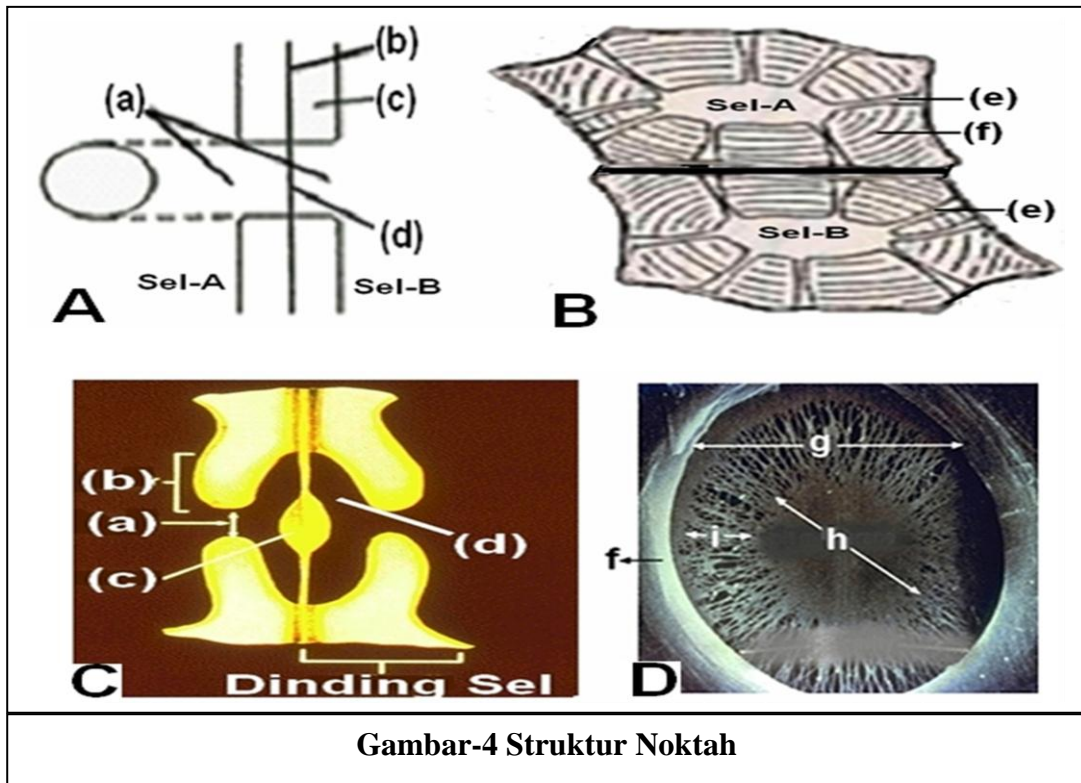 (b)
(a)
(c)
(d)
Sel-A
Sel-B
A
Sel-A
(e)
(f)
(e)
Sel-B
B
(b)
(a)
(c)
(d)
C
Dinding Sel
g
i
h
f
D
Gambar-4 Struktur Noktah